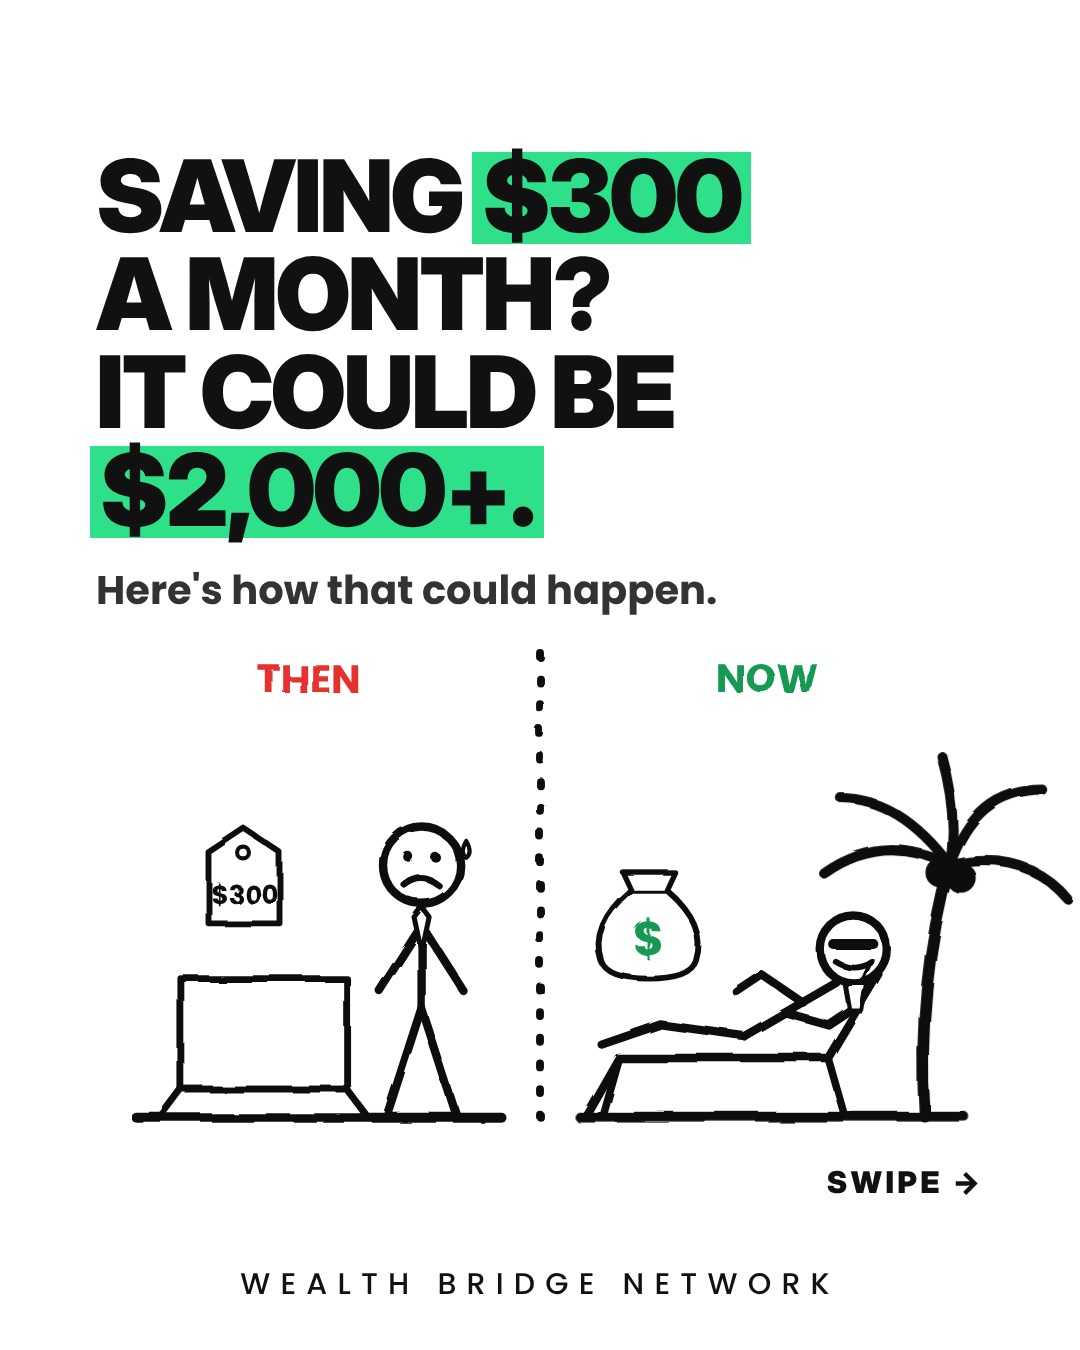 SAVING $300
A MONTH?
IT COULD BE
$2,000+.
Here's how that could happen.
THEN
NOW
$300
$
SWIPE →
WEALTH BRIDGE NETWORK